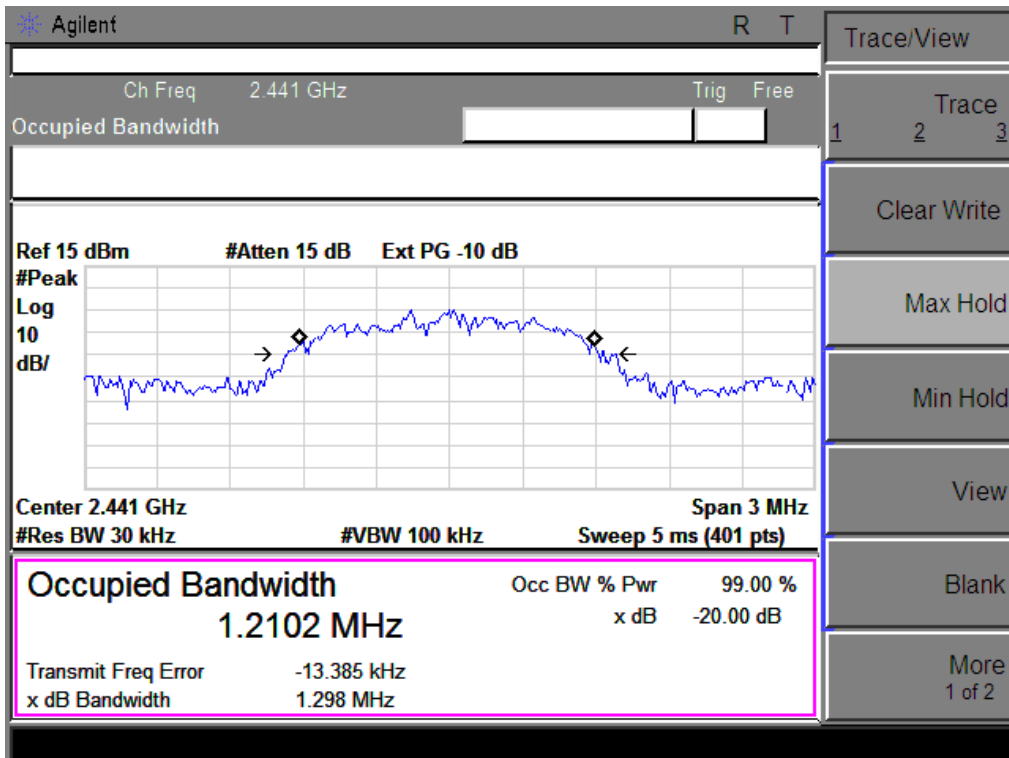 Agilent R T
Trace/View
Ch Freq 2.441 GHz Trig Free
Occupied Bandwidth
Trace
1 2 3
Clear Write
Max Hold
Min Hold
View
Blank
More
1 of 2
Ref 15 dBm #Atten 15 dB Ext PG -10 dB
#Peak
Log
10
dB/
Center 2.441 GHz Span 3 MHz
#Res BW 30 kHz #VBW 100 kHz Sweep 5 ms (401 pts)
Occupied Bandwidth Occ BW % Pwr 99.00 %
1.2102 MHz x dB -20.00 dB
Transmit Freq Error -13.385 kHz
x dB Bandwidth 1.298 MHz